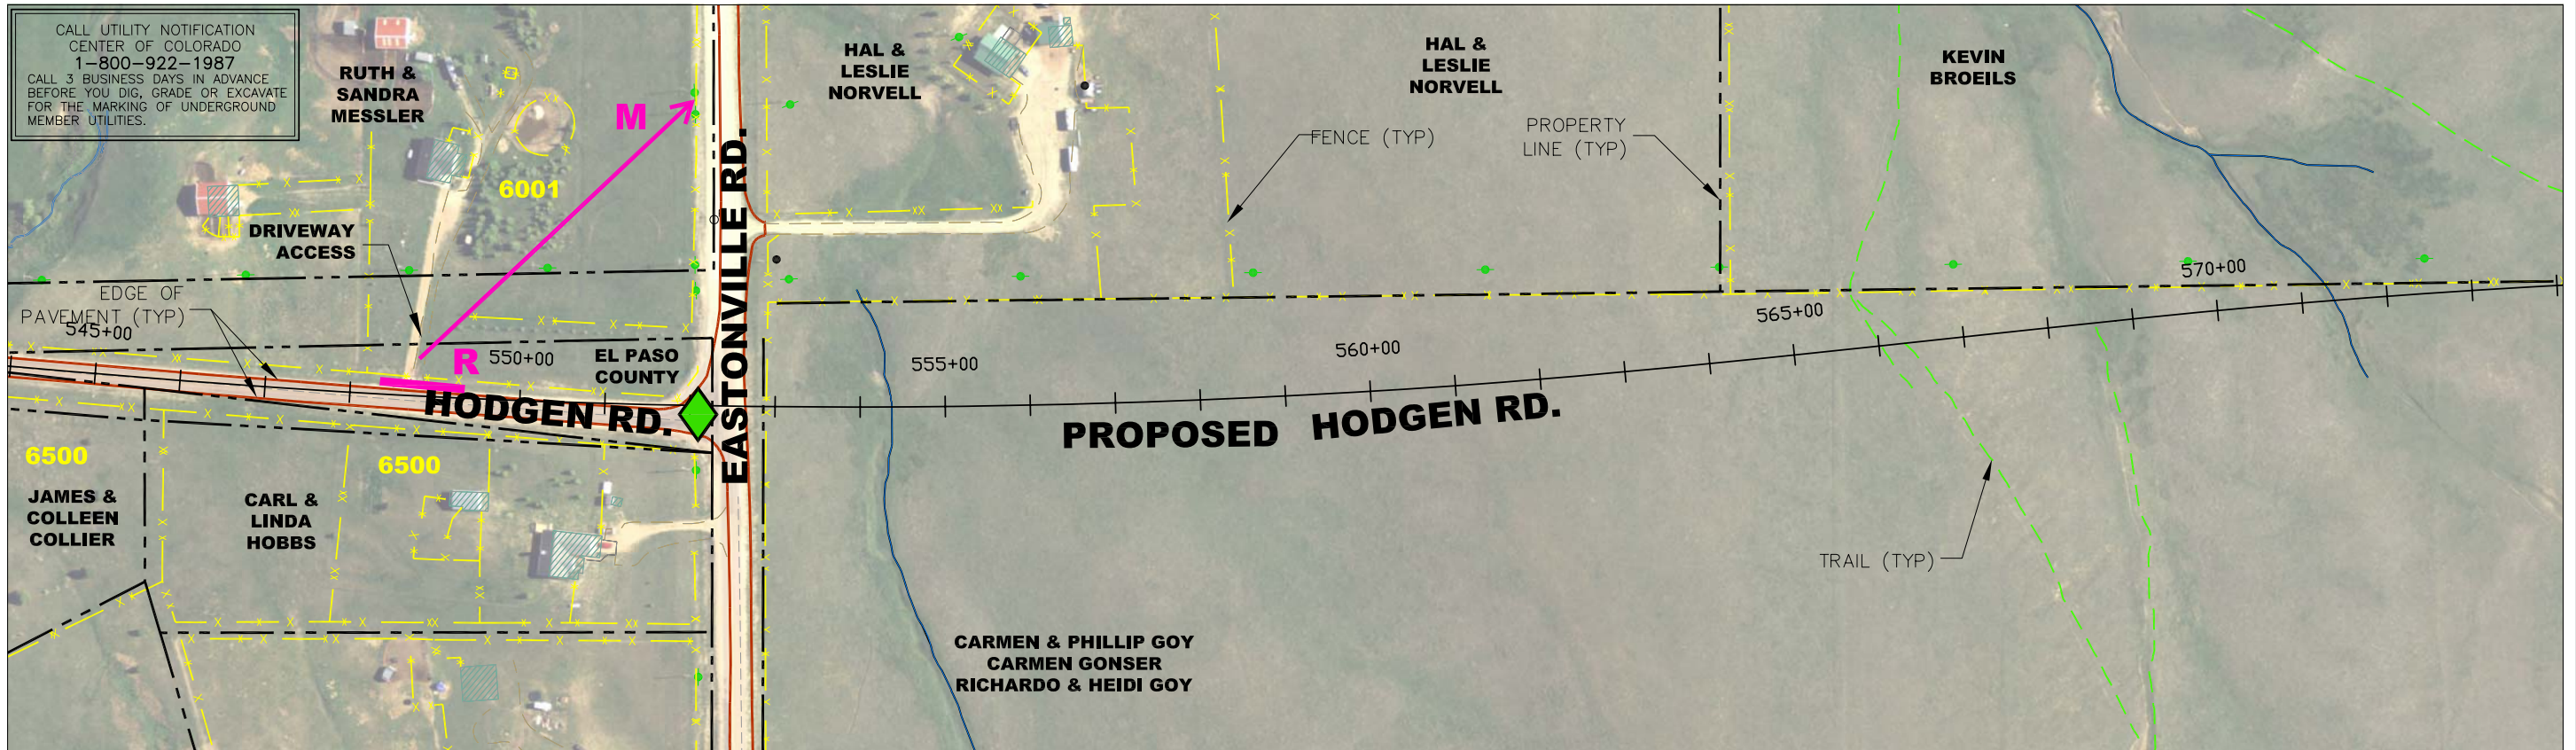 CALL UTILITY NOTIFICATION
CENTER OF COLORADO
1-800-922-1987
CALL 3 BUSINESS DAYS IN ADVANCE
BEFORE YOU DIG, GRADE OR EXCAVATE
FOR THE MARKING OF UNDERGROUND
MEMBER UTILITIES.
RUTH &
SANDRA
MESSLER
M
HAL &
LESLIE
NORVELL
HAL &
LESLIE
NORVELL
KEVIN
BROEILS
FENCE (TYP)
PROPERTY
LINE (TYP)
6001
DRIVEWAY
ACCESS
EASTONVILLE RD.
EDGE OF
PAVEMENT (TYP)
545+00
R
550+00
EL PASO
COUNTY
555+00
560+00
565+00
570+00
HODGEN RD.
PROPOSED HODGEN RD.
6500
6500
JAMES &
COLLEEN
COLLIER
CARL &
LINDA
HOBBS
TRAIL (TYP)
CARMEN & PHILLIP GOY
CARMEN GONSER
RICHARDO & HEIDI GOY